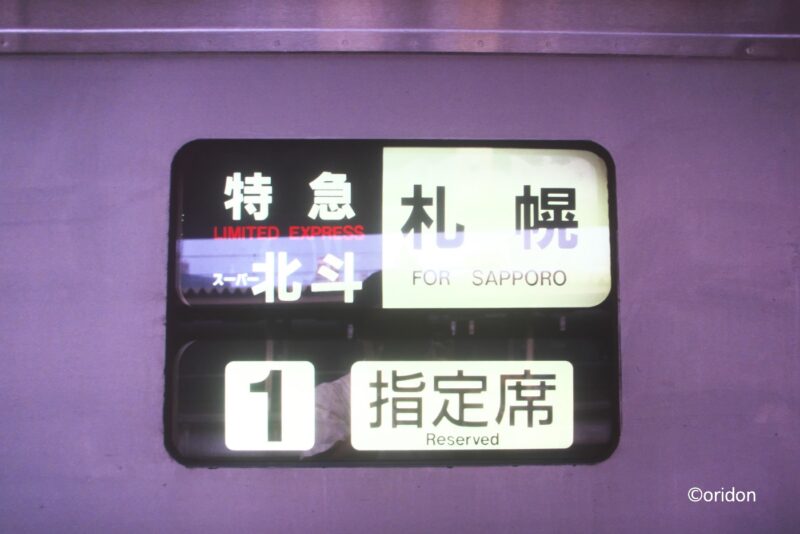 特急
LIMITED EXPRESS
スーパー北斗
札幌
FOR SAPPORO
1
指定席
Reserved
©oridon